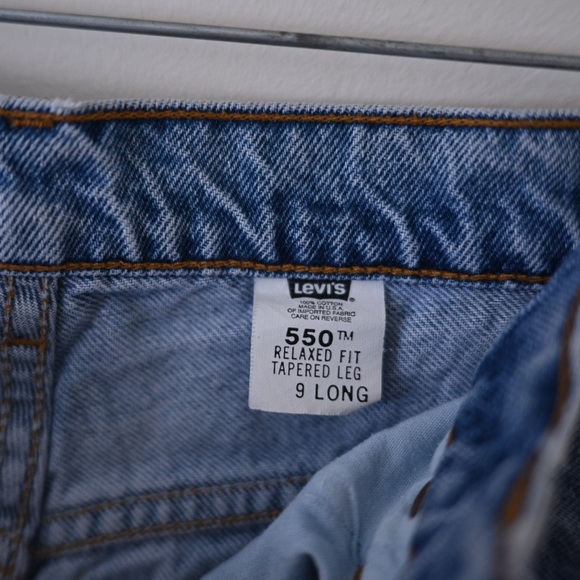 Levi's ®
100% COTTON
MADE IN U.S.A.
OF IMPORTED FABRIC
CARE ON REVERSE
550™
RELAXED FIT
TAPERED LEG
9 LONG